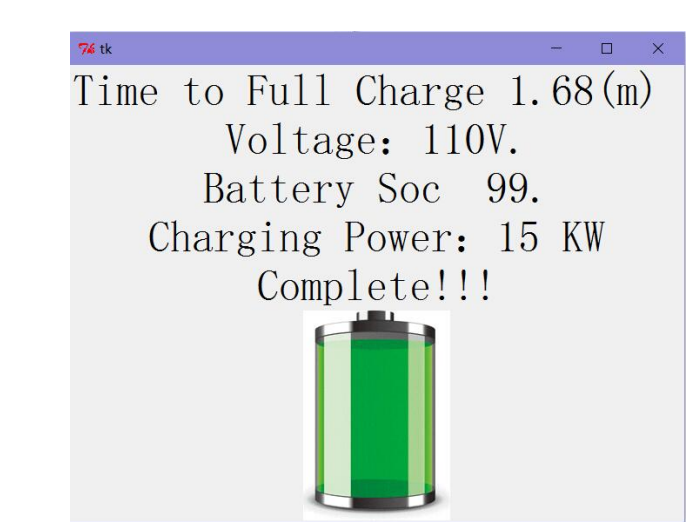 tk
Time to Full Charge 1.68(m)
Voltage: 110V.
Battery Soc 99.
Charging Power: 15 KW
Complete!!!